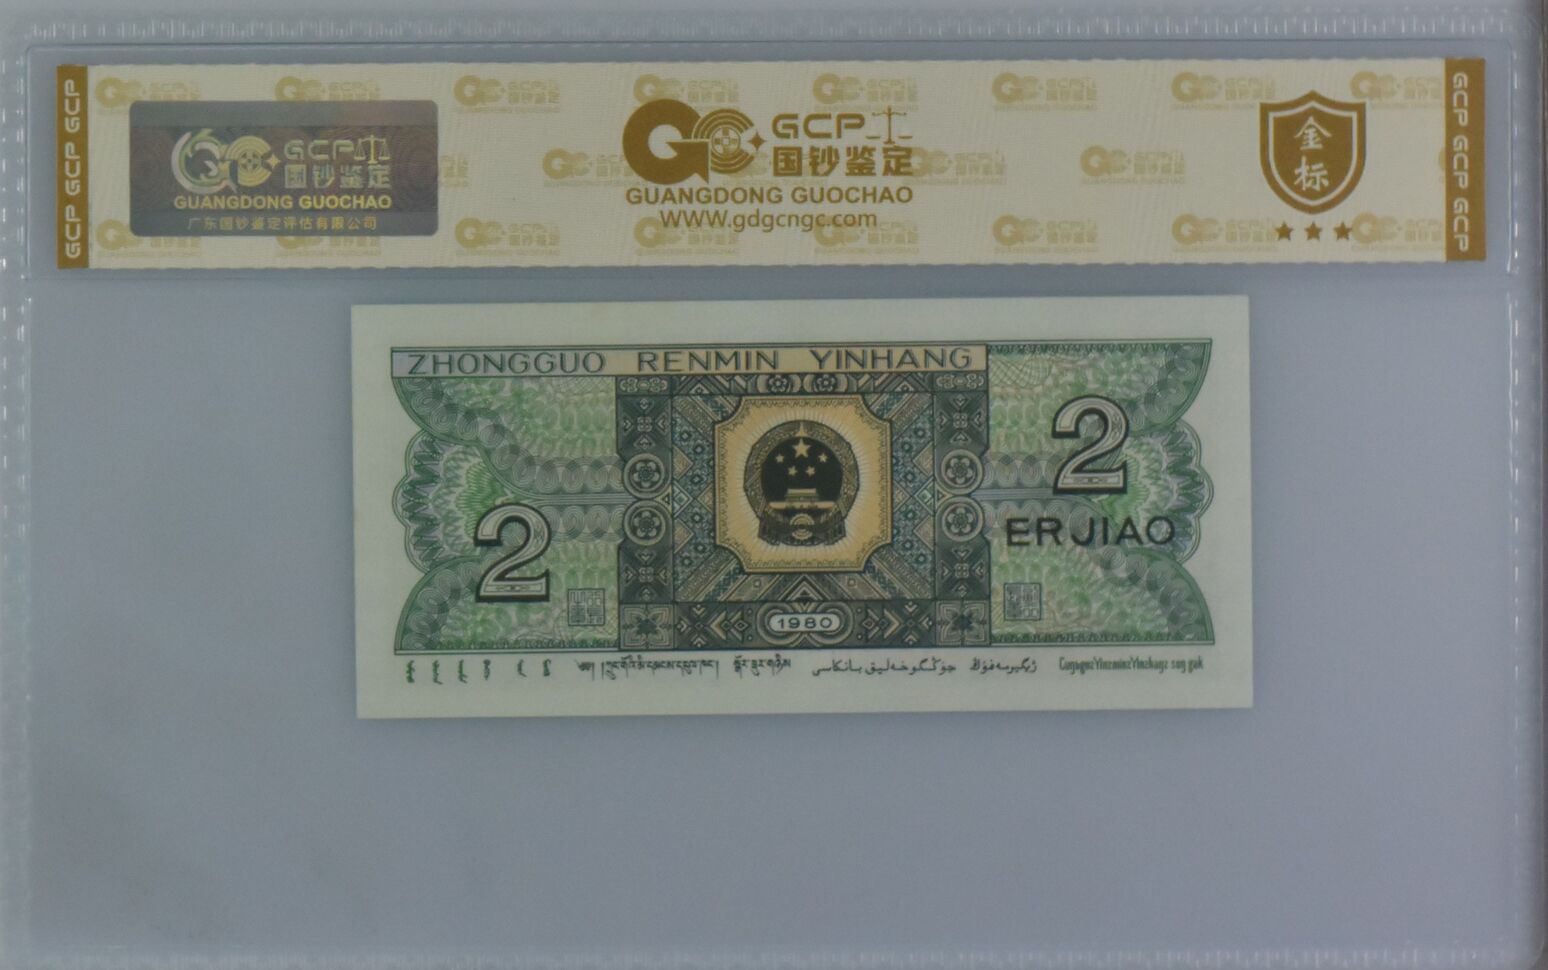 GCP GCP GCP
GCP
国钞鉴定
GUANGDONG GUOCHAO
广东国钞鉴定评估有限公司
GCP
国钞鉴定
GUANGDONG GUOCHAO
WWW.gdgcngc.com
金
标
GCP GCP GCP
ZHONGGUO RENMIN YINHANG
2
2
ERJIAO
1980